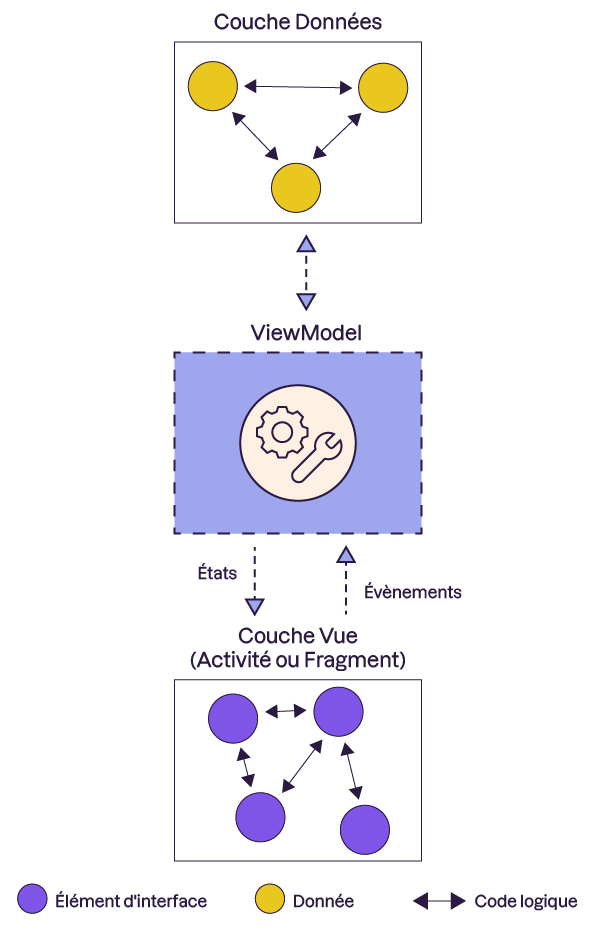 Couche Données
ViewModel
États
Évènements
Couche Vue
(Activité ou Fragment)
Élément d'interface
Donnée
Code logique